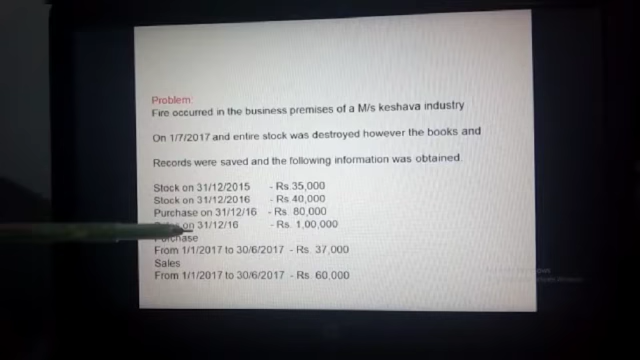 Problem:
Fire occurred in the business premises of a M/s keshava industry
On 1/7/2017 and entire stock was destroyed however the books and
Records were saved and the following information was obtained.
Stock on 31/12/2015 - Rs.35,000
Stock on 31/12/2016 - Rs 40,000
Purchase on 31/12/16 - Rs. 80,000
on 31/12/16 - Rs. 1,00,000
Purchase
From 1/1/2017 to 30/6/2017 - Rs. 37,000
Sales
From 1/1/2017 to 30/6/2017 - Rs. 60,000